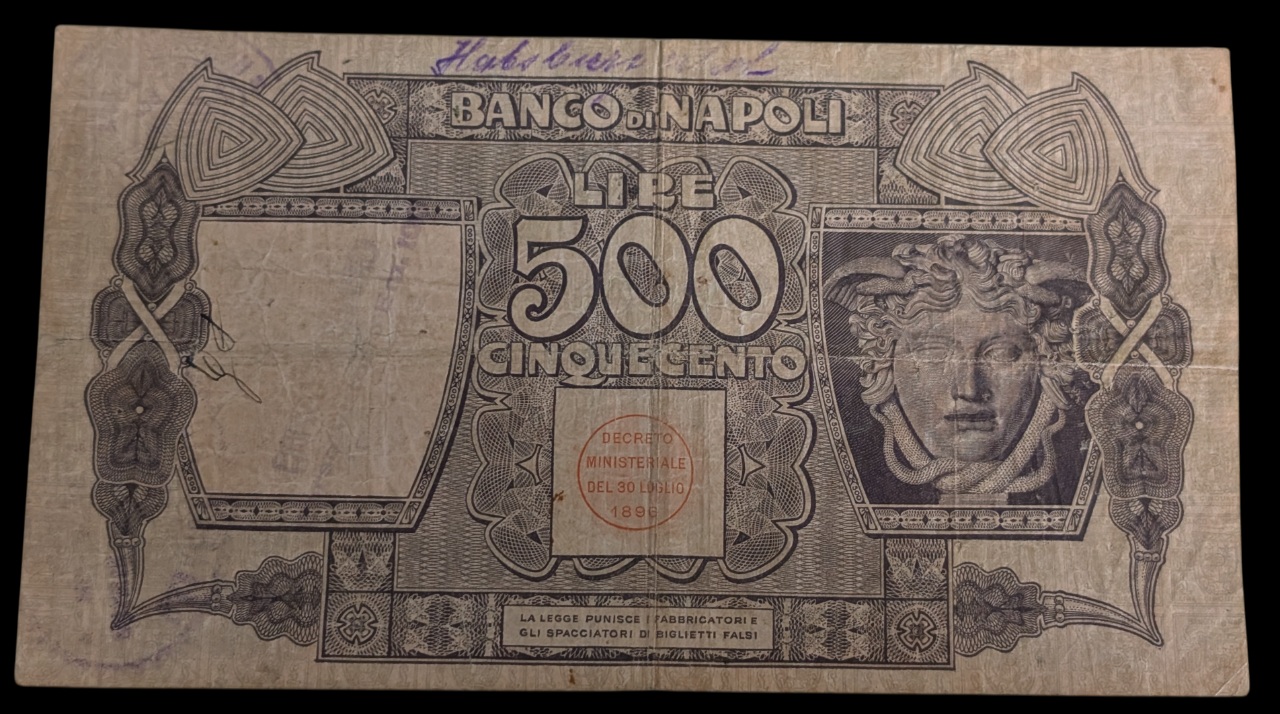 BANCO DI NAPOLI
LIRE
500
CINQUECENTO
DECRETO
MINISTERIALE
DEL 30 LUGLIO
1896
LA LEGGE PUNISCE I FABBRICATORI E
GLI SPACCIATORI DI BIGLIETTI FALSI